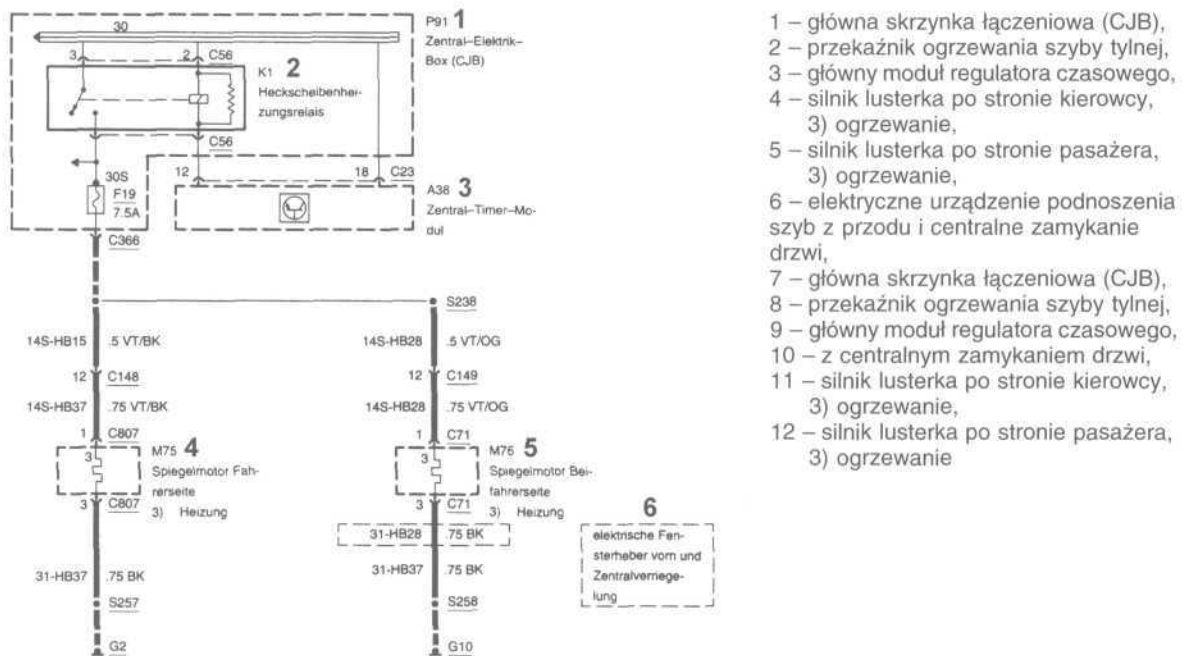 30
P91 1
Zentral-Elektrik-
Box (CJB)
3 2 C56
K1 2
Heckscheibenhei-
zungsrelais
C56
12 18 C23
30S
F19
7.5A
A38 3
Zentral-Timer-Mo-
dul
C366
S238
14S-HB15 .5 VT/BK
14S-HB28 .5 VT/OG
12 C148
12 C149
14S-HB37 .75 VT/BK
14S-HB28 .75 VT/OG
1 C807
1 C71
3
M75 4
Spiegelmotor Fah-
rerseite
3) Heizung
3 C807
3
M76 5
Spiegelmotor Bei-
fahrerseite
3) Heizung
3 C71
31-HB28 .75 BK
6
elektrische Fen-
sterheber vorn und
Zentralverriege-
lung
31-HB37 .75 BK
31-HB37 .75 BK
S257
S258
G2
G10
1 – główna skrzynka łączeniowa (CJB),
2 – przekaźnik ogrzewania szyby tylnej,
3 – główny moduł regulatora czasowego,
4 – silnik lusterka po stronie kierowcy,
3) ogrzewanie,
5 – silnik lusterka po stronie pasażera,
3) ogrzewanie,
6 – elektryczne urządzenie podnoszenia
szyb z przodu i centralne zamykanie
drzwi,
7 – główna skrzynka łączeniowa (CJB),
8 – przekaźnik ogrzewania szyby tylnej,
9 – główny moduł regulatora czasowego,
10 – z centralnym zamykaniem drzwi,
11 – silnik lusterka po stronie kierowcy,
3) ogrzewanie,
12 – silnik lusterka po stronie pasażera,
3) ogrzewanie